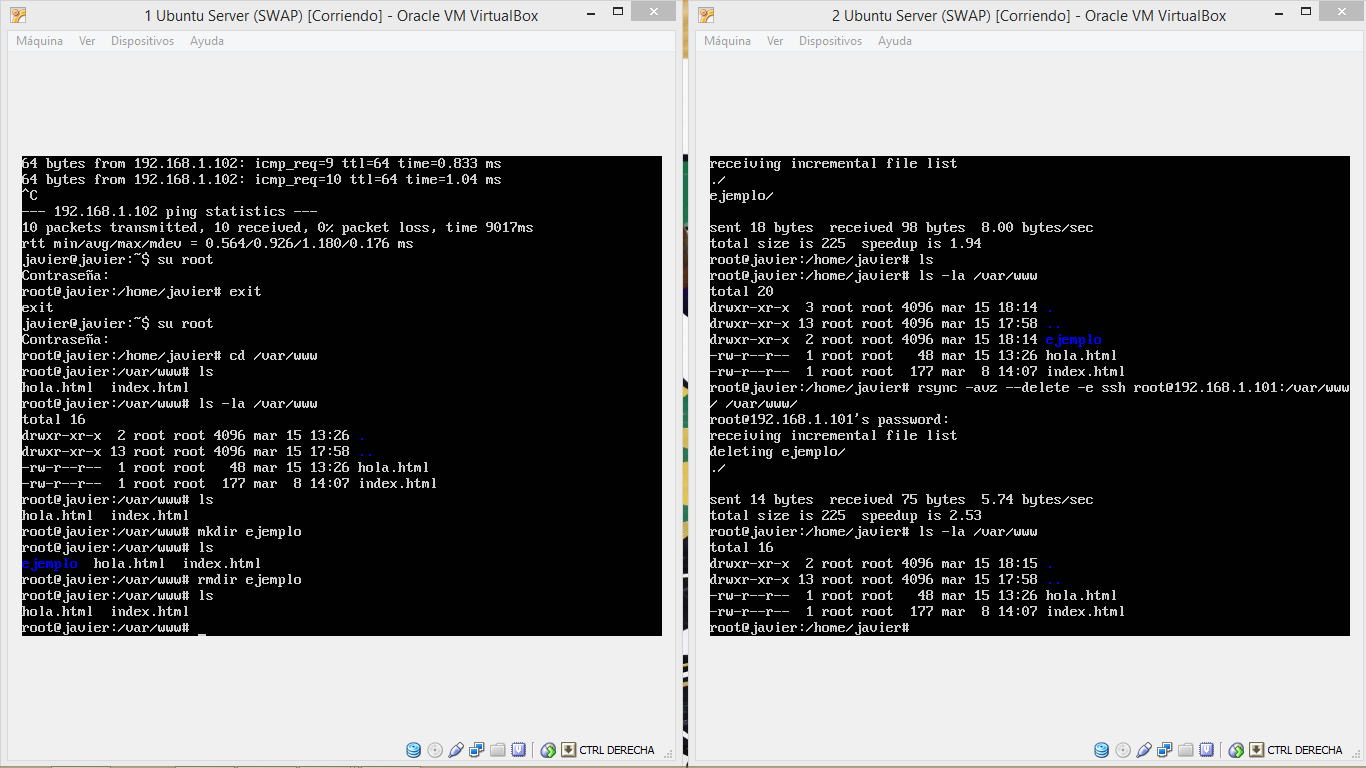 1 Ubuntu Server (SWAP) [Corriendo] - Oracle VM VirtualBox
Máquina Ver Dispositivos Ayuda
64 bytes from 192.168.1.102: icmp_req=9 ttl=64 time=0.833 ms
64 bytes from 192.168.1.102: icmp_req=10 ttl=64 time=1.04 ms
^C
--- 192.168.1.102 ping statistics ---
10 packets transmitted, 10 received, 0% packet loss, time 9017ms
rtt min/avg/max/mdev = 0.564/0.926/1.180/0.176 ms
javier@javier:~$ su root
Contraseña:
root@javier:/home/javier# exit
exit
javier@javier:~$ su root
Contraseña:
root@javier:/home/javier# cd /var/www
root@javier:/var/www# ls
hola.html  index.html
root@javier:/var/www# ls -la /var/www
total 16
drwxr-xr-x  2 root root 4096 mar 15 13:26 .
drwxr-xr-x 13 root root 4096 mar 15 17:58 ..
-rw-r--r--  1 root root   48 mar 15 13:26 hola.html
-rw-r--r--  1 root root  177 mar  8 14:07 index.html
root@javier:/var/www# ls
hola.html  index.html
root@javier:/var/www# mkdir ejemplo
root@javier:/var/www# ls
ejemplo  hola.html  index.html
root@javier:/var/www# rmdir ejemplo
root@javier:/var/www# ls
hola.html  index.html
root@javier:/var/www# _
CTRL DERECHA
2 Ubuntu Server (SWAP) [Corriendo] - Oracle VM VirtualBox
Máquina Ver Dispositivos Ayuda
receiving incremental file list
./
ejemplo/
sent 18 bytes  received 98 bytes  8.00 bytes/sec
total size is 225  speedup is 1.94
root@javier:/home/javier# ls
root@javier:/home/javier# ls -la /var/www
total 20
drwxr-xr-x  3 root root 4096 mar 15 18:14 .
drwxr-xr-x 13 root root 4096 mar 15 17:58 ..
drwxr-xr-x  2 root root 4096 mar 15 18:14 ejemplo
-rw-r--r--  1 root root   48 mar 15 13:26 hola.html
-rw-r--r--  1 root root  177 mar  8 14:07 index.html
root@javier:/home/javier# rsync -avz --delete -e ssh root@192.168.1.101:/var/www
/ /var/www/
root@192.168.1.101's password:
receiving incremental file list
deleting ejemplo/
./
sent 14 bytes  received 75 bytes  5.74 bytes/sec
total size is 225  speedup is 2.53
root@javier:/home/javier# ls -la /var/www
total 16
drwxr-xr-x  2 root root 4096 mar 15 18:15 .
drwxr-xr-x 13 root root 4096 mar 15 17:58 ..
-rw-r--r--  1 root root   48 mar 15 13:26 hola.html
-rw-r--r--  1 root root  177 mar  8 14:07 index.html
root@javier:/home/javier#
CTRL DERECHA